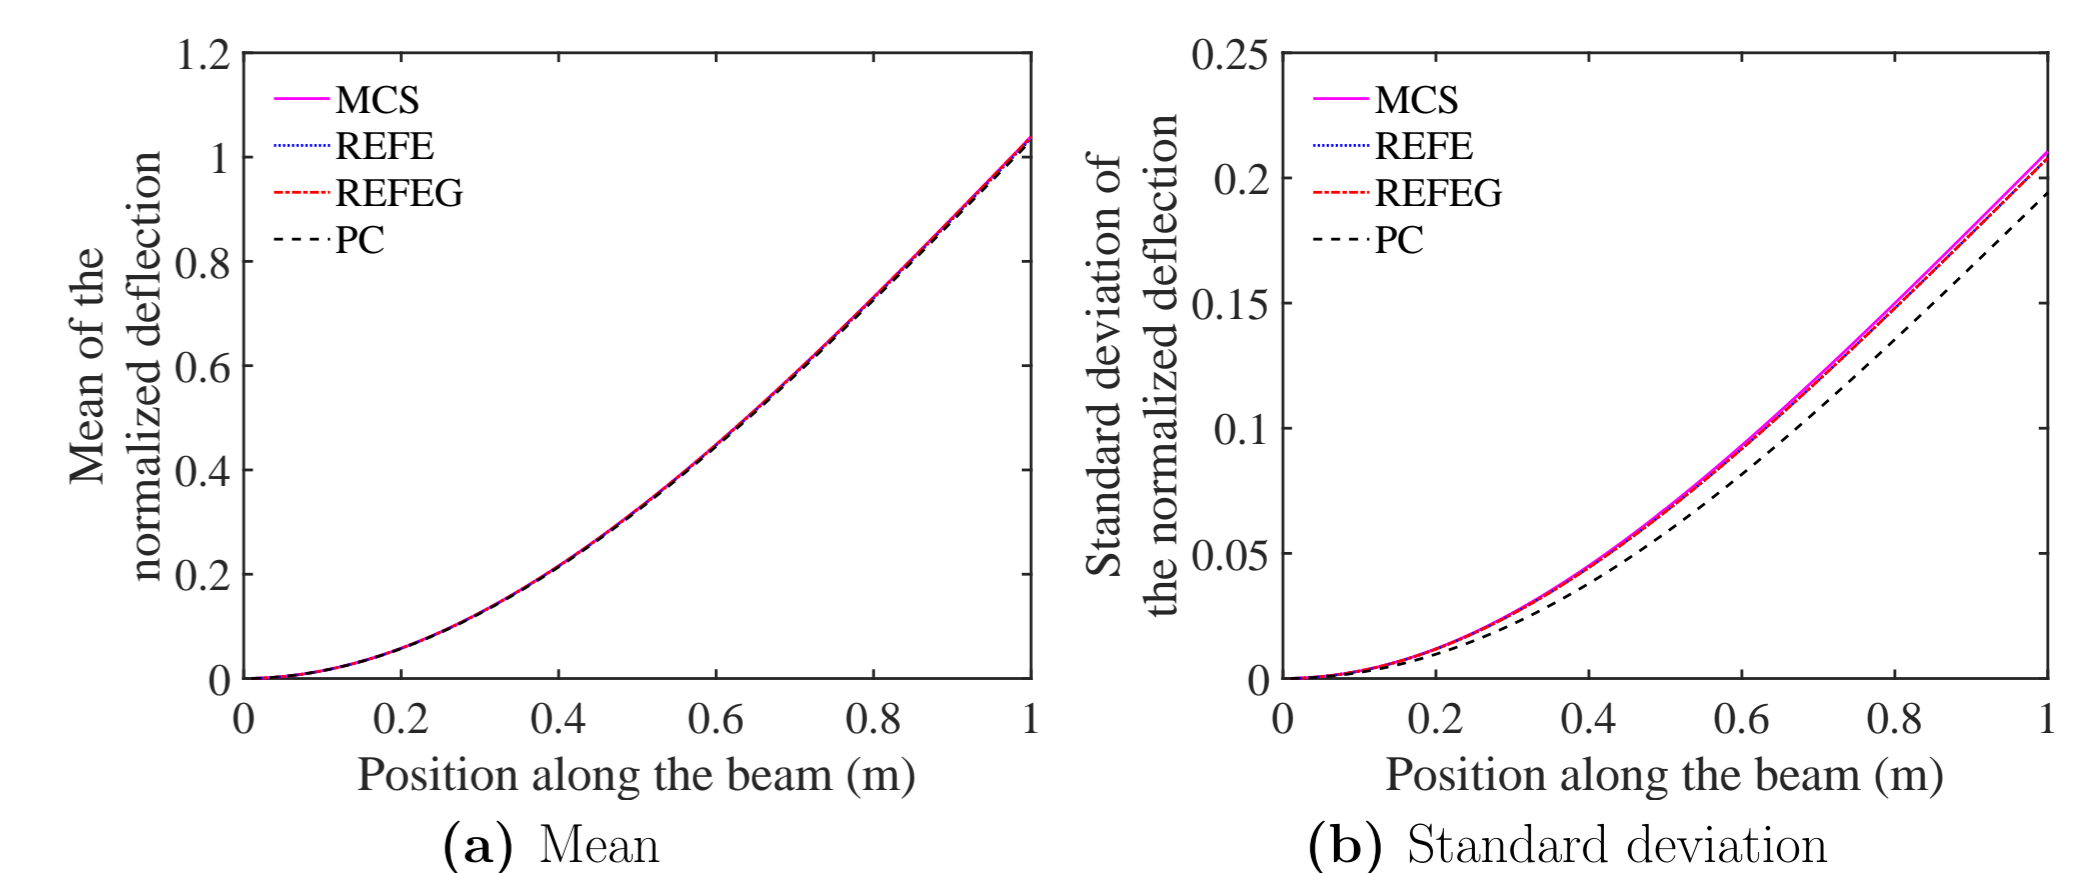 Mean of the
normalized deflection
1.2
1
0.8
0.6
0.4
0.2
0
MCS
REFE
REFEG
PC
0 0.2 0.4 0.6 0.8 1
Position along the beam (m)
(a) Mean
Standard deviation of
the normalized deflection
0.25
0.2
0.15
0.1
0.05
0
MCS
REFE
REFEG
PC
0 0.2 0.4 0.6 0.8 1
Position along the beam (m)
(b) Standard deviation